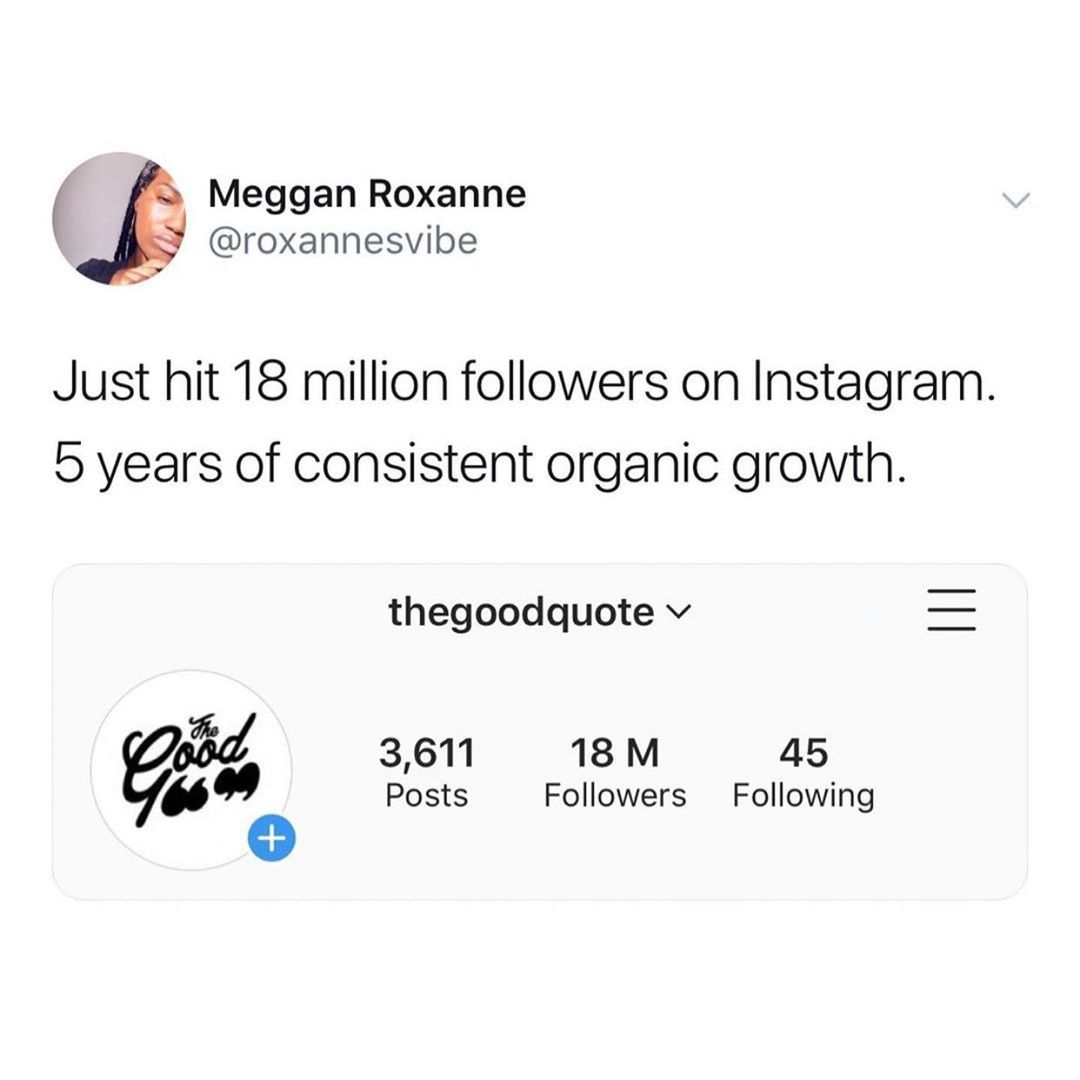 Meggan Roxanne
@roxannesvibe
Just hit 18 million followers on Instagram.
5 years of consistent organic growth.
thegoodquote
The
Good
3,611 18 M 45
Posts Followers Following